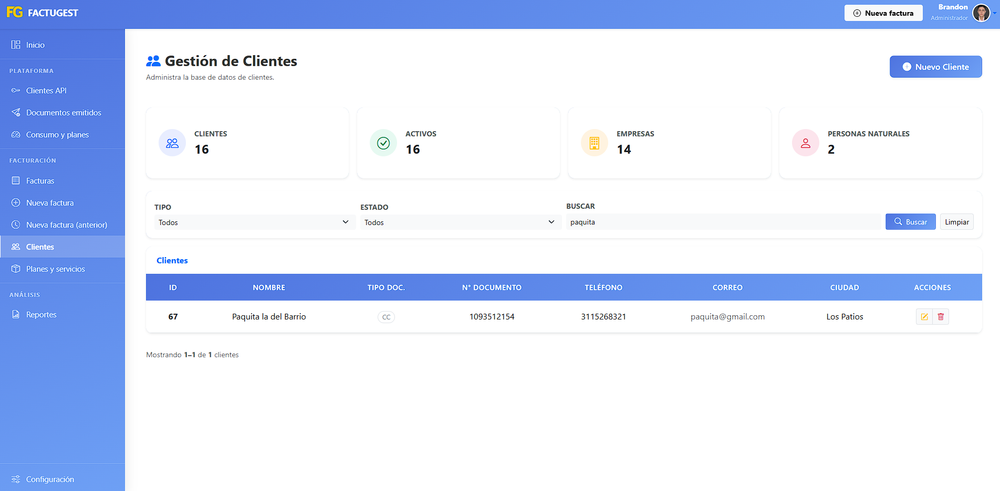 FG FACTUGEST
Nueva factura
Brandon
Administrador
Inicio
PLATAFORMA
Clientes API
Documentos emitidos
Consumo y planes
FACTURACIÓN
Facturas
Nueva factura
Nueva factura (anterior)
Clientes
Planes y servicios
ANÁLISIS
Reportes
Configuración
Gestión de Clientes
Administra la base de datos de clientes.
Nuevo Cliente
CLIENTES
16
ACTIVOS
16
EMPRESAS
14
PERSONAS NATURALES
2
TIPO
Todos
ESTADO
Todos
BUSCAR
paquita
Buscar
Limpiar
Clientes
ID NOMBRE TIPO DOC. N° DOCUMENTO TELÉFONO CORREO CIUDAD ACCIONES
67 Paquita la del Barrio CC 1093512154 3115268321 paquita@gmail.com Los Patios
Mostrando 1–1 de 1 clientes